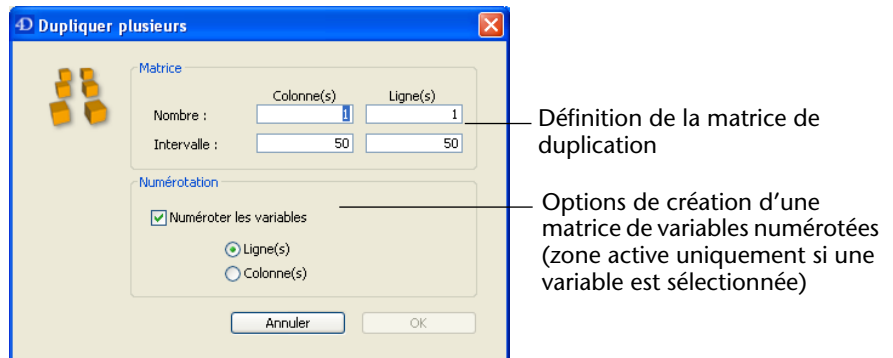 4D Dupliquer plusieurs
Matrice
Colonne(s) Ligne(s)
Nombre : 1 1
Intervalle : 50 50
Définition de la matrice de
duplication
Numérotation
Numéroter les variables
Ligne(s)
Colonne(s)
Options de création d’une
matrice de variables numérotées
(zone active uniquement si une
variable est sélectionnée)
Annuler OK